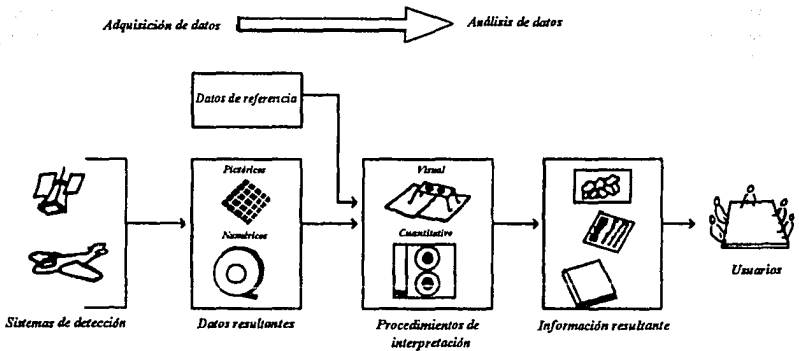 Adquisición de datos
Análisis de datos
Datos de referencia
Pictóricos
Visual
Numéricos
Cuantitativo
Usuarios
Sistemas de detección
Datos resultantes
Procedimientos de
interpretación
Información resultante